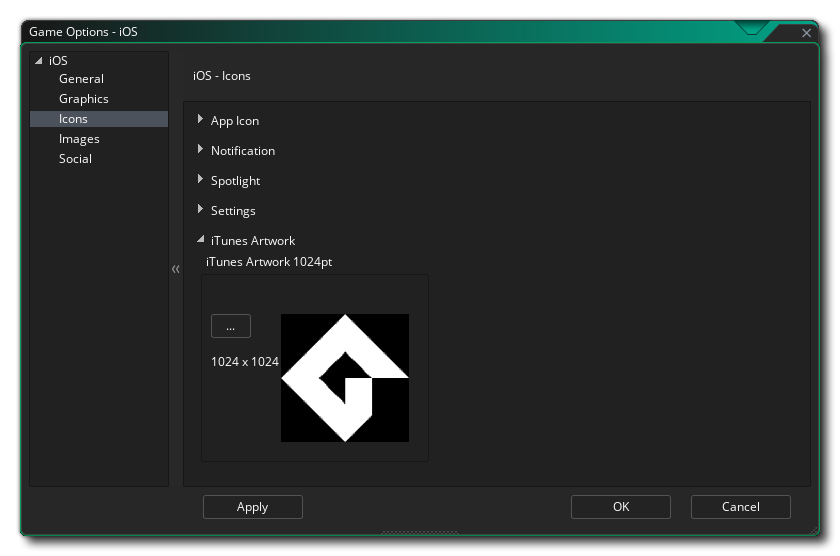 Game Options - iOS
iOS
General
Graphics
Icons
Images
Social
iOS - Icons
App Icon
Notification
Spotlight
Settings
iTunes Artwork
iTunes Artwork 1024pt
...
1024 x 1024
Apply
OK
Cancel